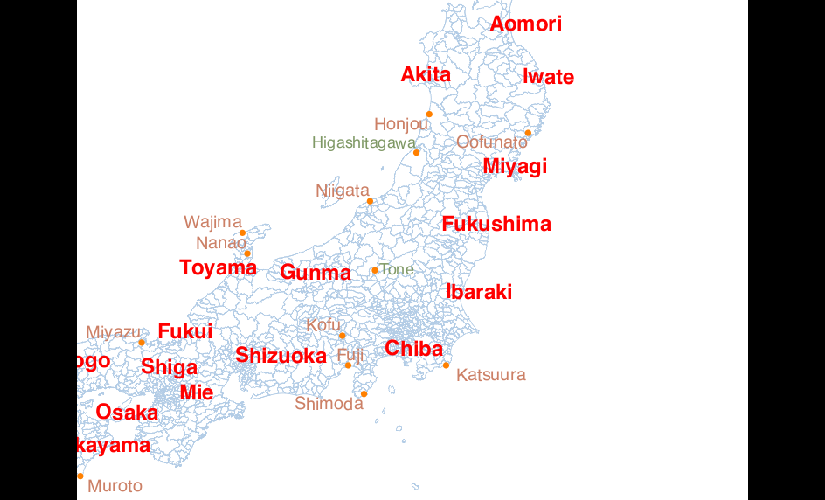 Aomori
Akita
Iwate
Honjou
Oofunato
Higashitagawa
Miyagi
Niigata
Wajima
Fukushima
Nanao
Toyama
Gunma
Tone
Ibaraki
Kofu
Miyazu
Fukui
Chiba
Shizuoka
Fuji
ogo
Shiga
Katsuura
Mie
Shimoda
Osaka
kayama
Muroto